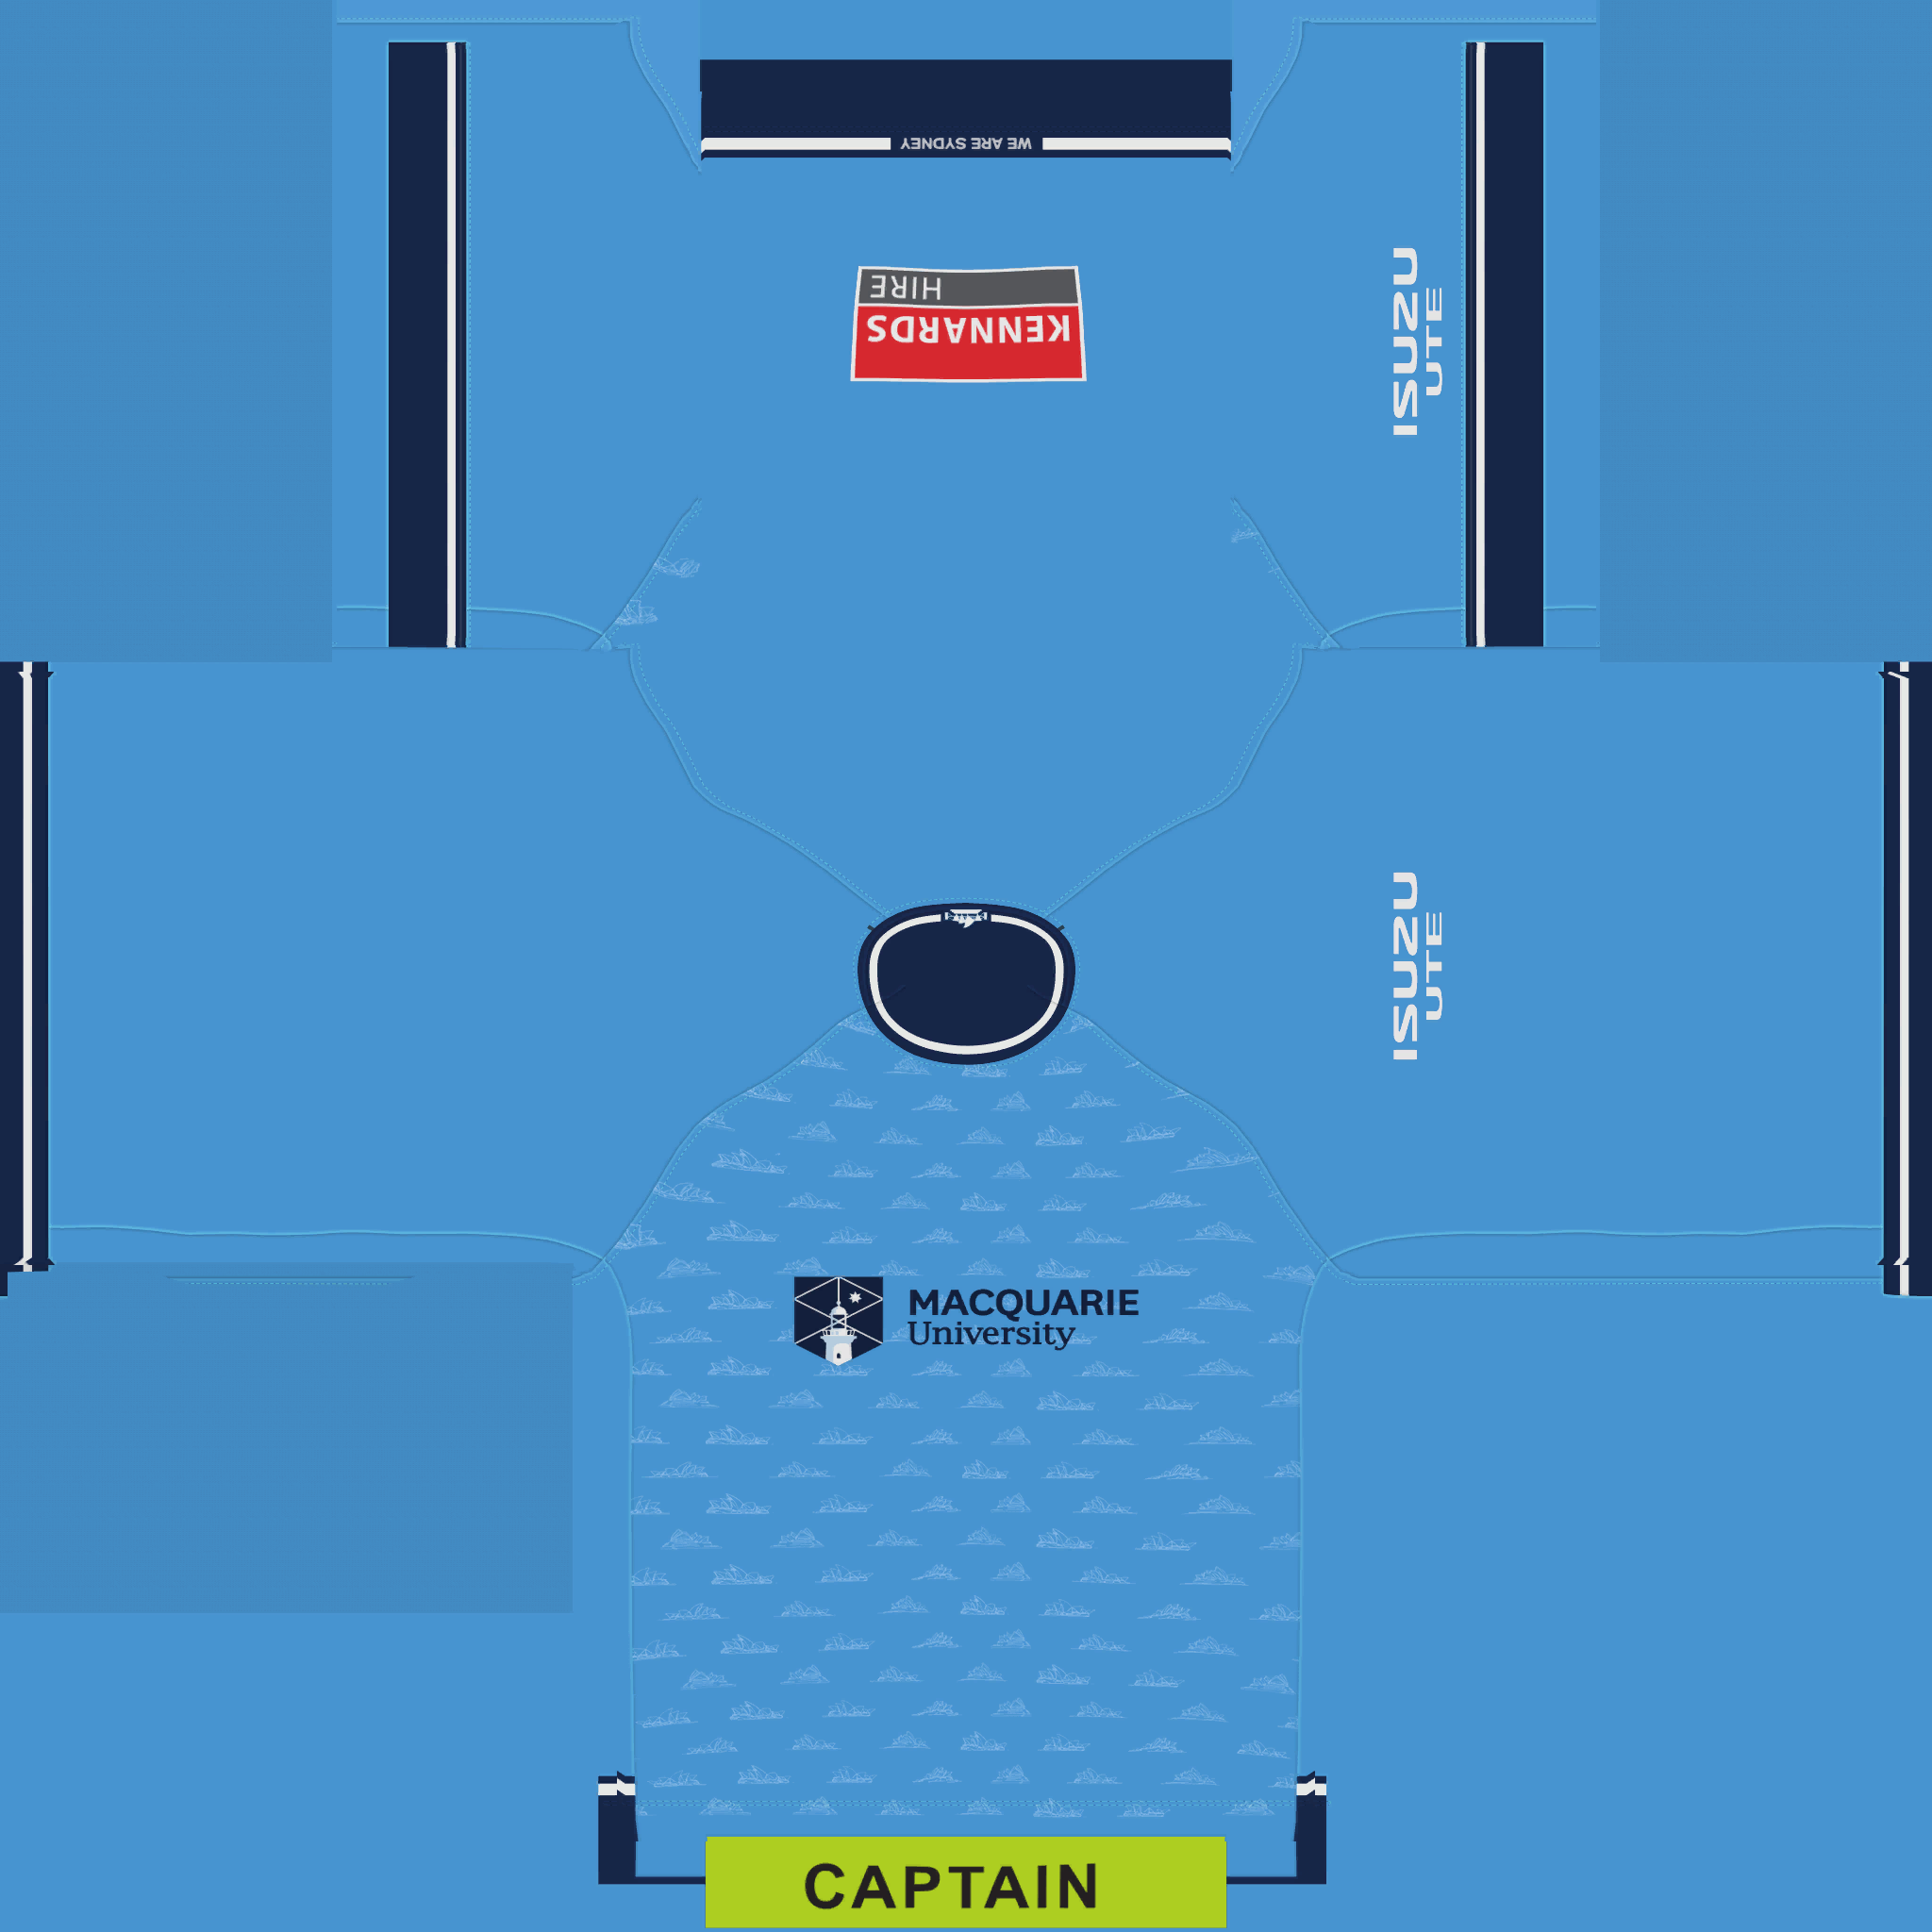 WE ARE SYDNEY
KENNARDS
HIRE
ISUZU
UTE
ISUZU
UTE
MACQUARIE
University
CAPTAIN